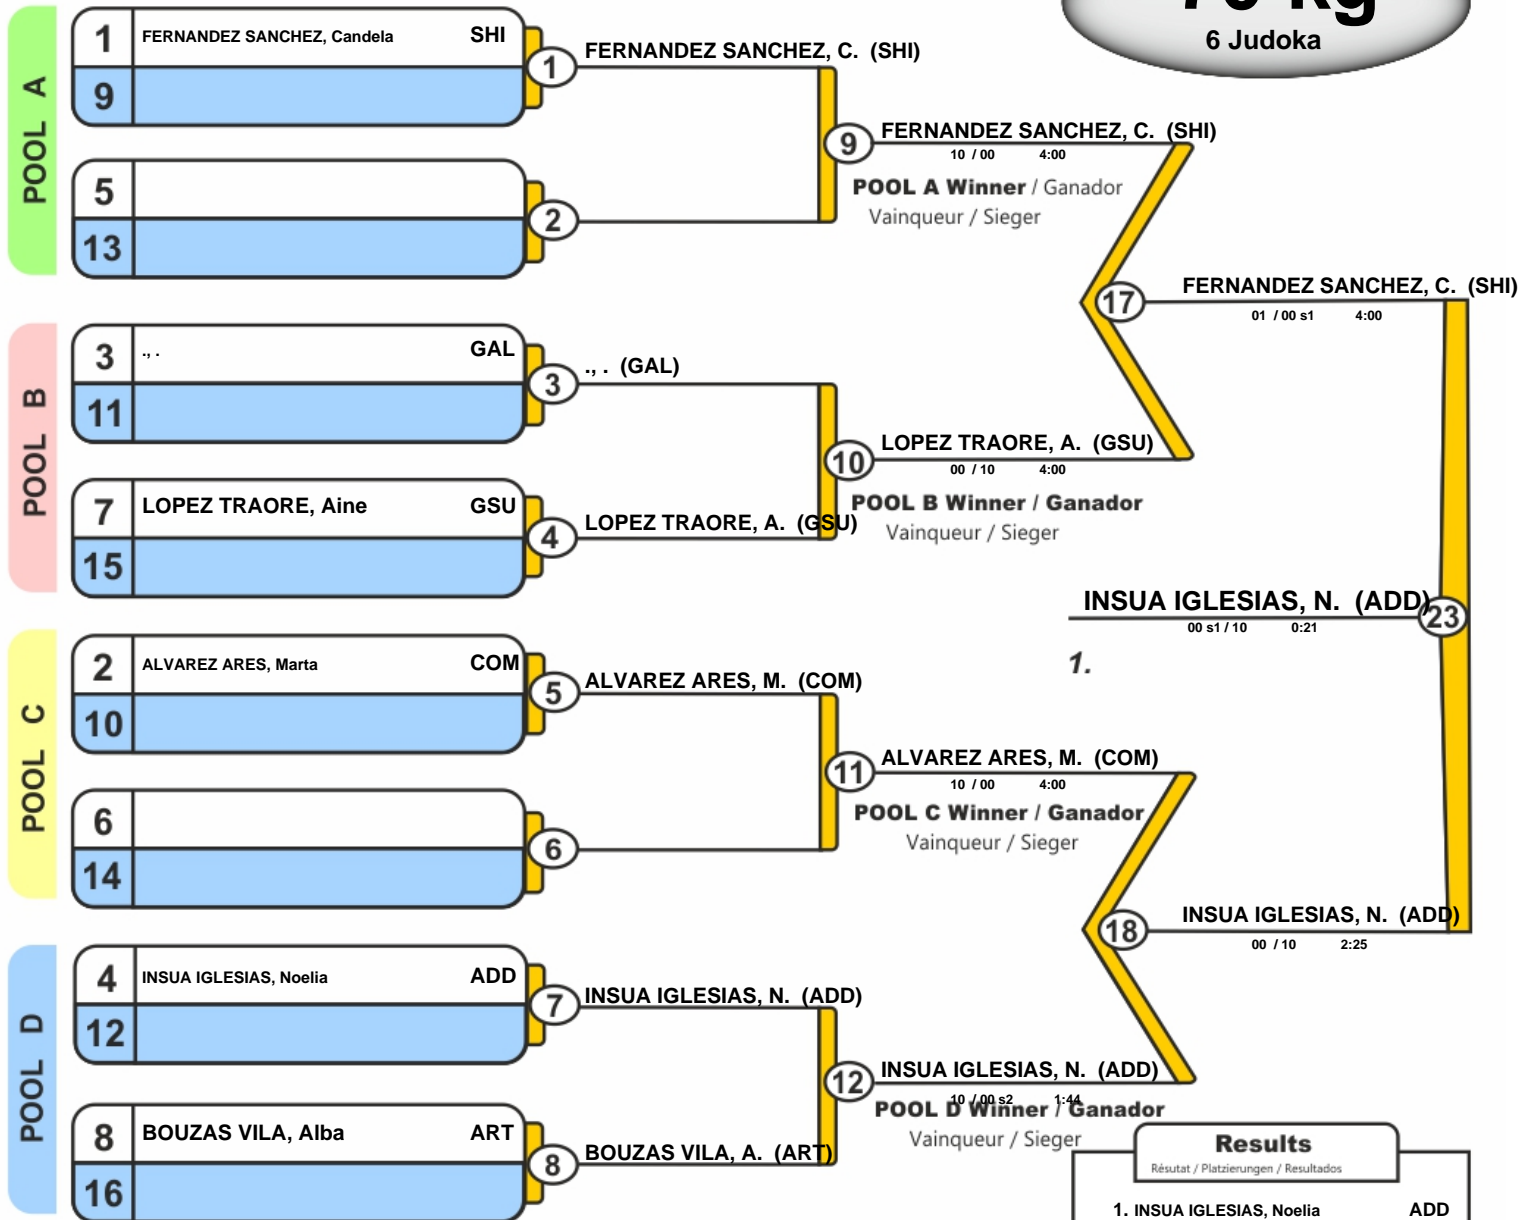 6 Judoka
POOL A
1 FERNANDEZ SANCHEZ, Candela SHI
9
1 FERNANDEZ SANCHEZ, C. (SHI)
5
13
2
9 FERNANDEZ SANCHEZ, C. (SHI)
10 / 00 4:00
POOL A Winner / Ganador
Vainqueur / Sieger
17 FERNANDEZ SANCHEZ, C. (SHI)
01 / 00 s1 4:00
POOL B
3 ., . GAL
11
3 ., . (GAL)
7 LOPEZ TRAORE, Aine GSU
15
4 LOPEZ TRAORE, A. (GSU)
10 LOPEZ TRAORE, A. (GSU)
00 / 10 4:00
POOL B Winner / Ganador
Vainqueur / Sieger
INSUA IGLESIAS, N. (ADD) 23
00 s1 / 10 0:21
1.
POOL C
2 ALVAREZ ARES, Marta COM
10
5 ALVAREZ ARES, M. (COM)
6
14
6
11 ALVAREZ ARES, M. (COM)
10 / 00 4:00
POOL C Winner / Ganador
Vainqueur / Sieger
18 INSUA IGLESIAS, N. (ADD)
00 / 10 2:25
POOL D
4 INSUA IGLESIAS, Noelia ADD
12
7 INSUA IGLESIAS, N. (ADD)
8 BOUZAS VILA, Alba ART
16
8 BOUZAS VILA, A. (ART)
12 INSUA IGLESIAS, N. (ADD)
10 / 00 s2 1:44
POOL D Winner / Ganador
Vainqueur / Sieger
Results
Résutat / Platzierungen / Resultados
1. INSUA IGLESIAS, Noelia ADD